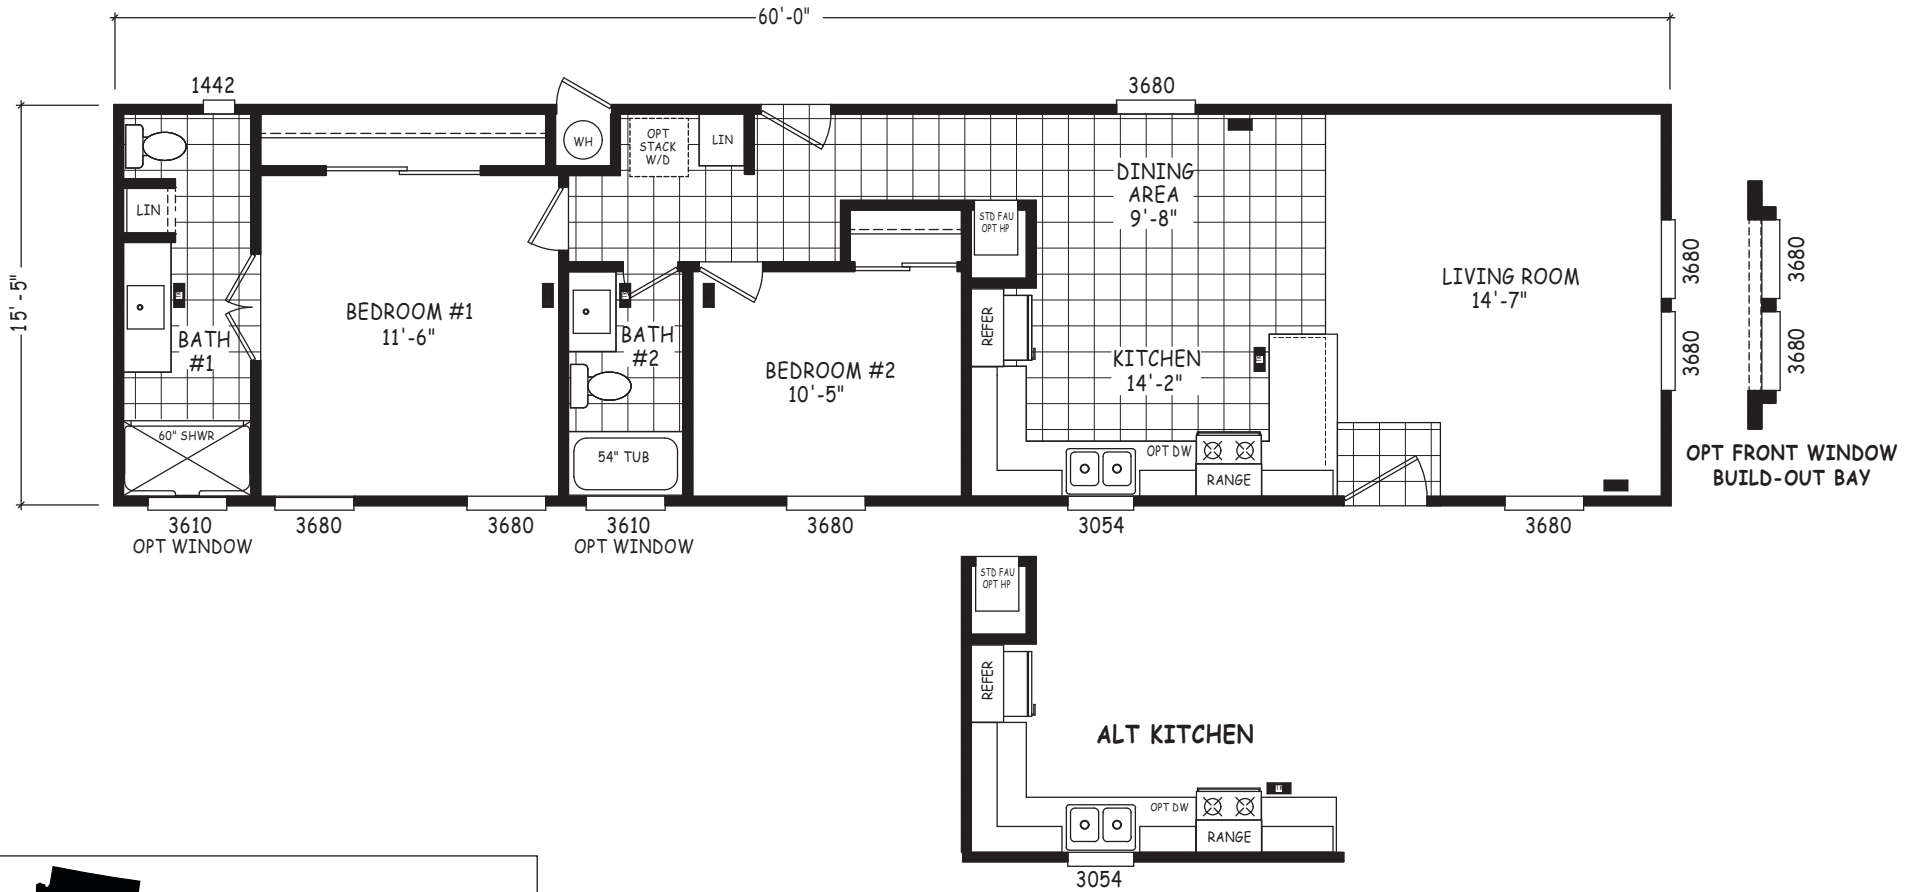 60'-0"
1442
3680
15'-5"
WH
OPT
STACK
W/D
LIN
LIN
DINING
AREA
9'-8"
STD FAU
OPT HP
LIVING ROOM
14'-7"
3680
3680
3680
3680
BEDROOM #1
11'-6"
BATH
#1
BATH
#2
REFER
KITCHEN
14'-2"
BEDROOM #2
10'-5"
60" SHWR
54" TUB
OPT DW
RANGE
OPT FRONT WINDOW
BUILD-OUT BAY
3610
OPT WINDOW
3680
3680
3610
OPT WINDOW
3680
3054
3680
STD FAU
OPT HP
REFER
ALT KITCHEN
OPT DW
RANGE
3054